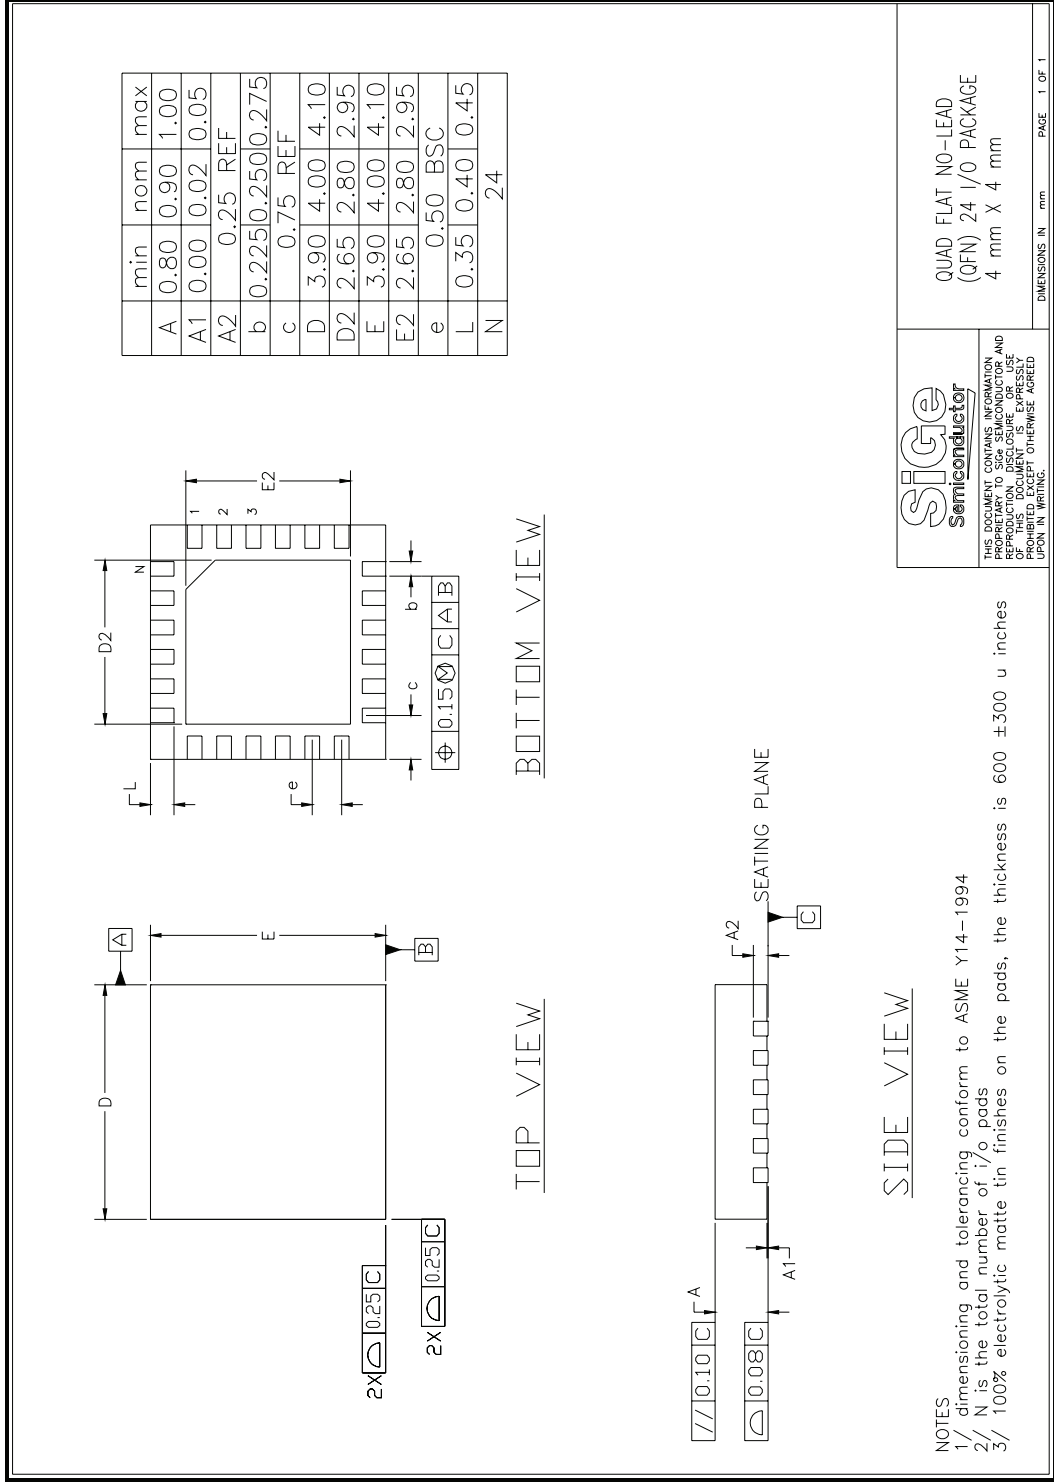 min nom max
A 0.80 0.90 1.00
A1 0.00 0.02 0.05
A2 0.25 REF
b 0.225 0.250 0.275
c 0.75 REF
D 3.90 4.00 4.10
D2 2.65 2.80 2.95
E 3.90 4.00 4.10
E2 2.65 2.80 2.95
e 0.50 BSC
L 0.35 0.40 0.45
N 24
D
A
E
B
2X 0.25 C
2X 0.25 C
TOP VIEW
L
D2
N
1
2
3
E2
e
c
b
0.15 M C A B
BOTTOM VIEW
// 0.10 C
0.08 C
A
A1
A2
SEATING PLANE
C
SIDE VIEW
NOTES
1/ dimensioning and tolerancing conform to ASME Y14-1994
2/ N is the total number of i/o pads
3/ 100% electrolytic matte tin finishes on the pads, the thickness is 600 ±300 u inches
SiGe
Semiconductor
THIS DOCUMENT CONTAINS INFORMATION
PROPRIETARY TO SiGe SEMICONDUCTOR AND
REPRODUCTION, DISCLOSURE OR USE
OF THIS DOCUMENT IS EXPRESSLY
PROHIBITED EXCEPT OTHERWISE AGREED
UPON IN WRITING.
QUAD FLAT NO-LEAD
(QFN) 24 I/O PACKAGE
4 mm X 4 mm
DIMENSIONS IN mm PAGE 1 OF 1